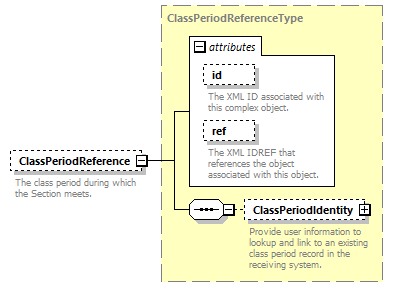 ClassPeriodReferenceType
attributes
id
The XML ID associated with
this complex object.
ref
The XML IDREF that
references the object
associated with this object.
ClassPeriodReference
The class period during which
the Section meets.
ClassPeriodIdentity
Provide user information to
lookup and link to an existing
class period record in the
receiving system.